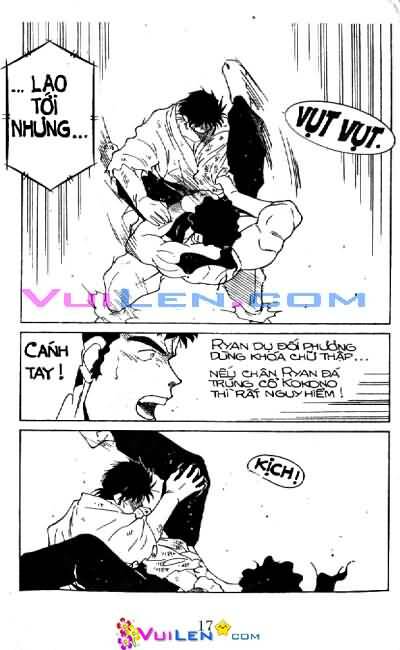 ... LAO
TỚI
NHƯNG...
VỤT VỤT.
VUILEN.COM
CÁNH
TAY!
RYAN DỤ ĐỐI PHƯƠNG
DÙNG KHÓA CHỮ THẬP...
NẾU CHÂN RYAN ĐÁ
TRÚNG CỔ KOKONO
THÌ RẤT NGUY HIỂM!
KỊCH!
17
VUILEN.COM